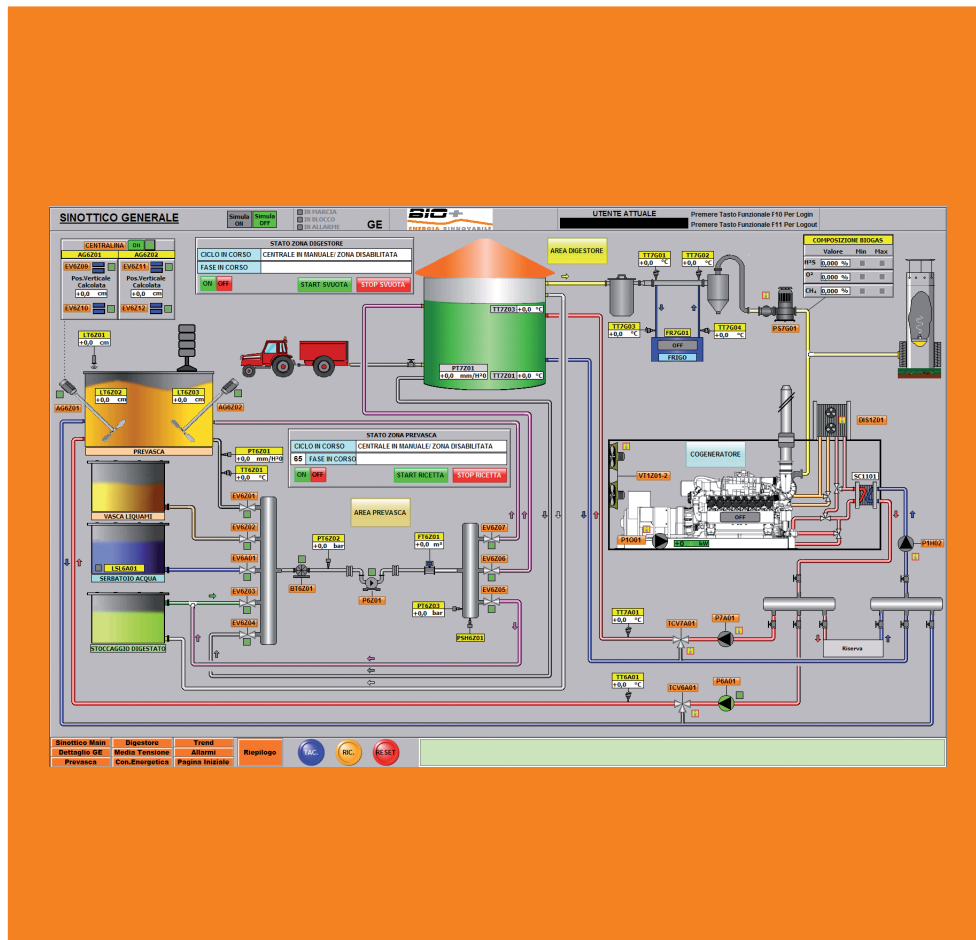 SINOTTICO GENERALE
Simula ON
Simula OFF
IN MARCIA
IN BLOCCO
IN ALLARME
GE
BIO+
ENERGIA RINNOVABILE
UTENTE ATTUALE
Premere Tasto Funzionale F10 Per Login
Premere Tasto Funzionale F11 Per Logout
CENTRALINA ON
AG6Z01 AG6Z02
EV6Z09 EV6Z11
Pos.Verticale Calcolata Pos.Verticale Calcolata
+0,0 cm +0,0 cm
EV6Z10 EV6Z12
STATO ZONA DIGESTORE
CICLO IN CORSO CENTRALE IN MANUALE/ ZONA DISABILITATA
FASE IN CORSO
ON OFF START SVUOTA STOP SVUOTA
AREA DIGESTORE
TT7G01 +0,0 °C
TT7G02 +0,0 °C
COMPOSIZIONE BIOGAS
Valore Min Max
H²S 0,000 %
O² 0,000 %
CH₄ 0,000 %
PS7G01
TT7G03 +0,0 °C
FR7G01
OFF
FRIGO
TT7G04 +0,0 °C
TT7Z03 +0,0 °C
PT7Z01
+0,0 mm/H²0
TT7Z01 +0,0 °C
LT6Z01
+0,0 cm
LT6Z02
+0,0 cm
LT6Z03
+0,0 cm
AG6Z01
AG6Z02
PREVASCA
PT6Z01
+0,0 mm/H²0
TT6Z01
+0,0 °C
STATO ZONA PREVASCA
CICLO IN CORSO CENTRALE IN MANUALE/ ZONA DISABILITATA
65 FASE IN CORSO
ON OFF START RICETTA STOP RICETTA
VASCA LIQUAMI
LSL6A01
SERBATOIO ACQUA
STOCCAGGIO DIGESTATO
EV6Z01
EV6Z02
EV6A01
EV6Z03
EV6Z04
AREA PREVASCA
BT6Z01
PT6Z02
+0,0 bar
P6Z01
FT6Z01
+0,0 m³
PT6Z03
+0,0 bar
PSH6Z01
EV6Z07
EV6Z06
EV6Z05
COGENERATORE
VT1Z01-2
DIS1Z01
SC1101
OFF
P1O01
+0 kW
P1H02
TT7A01
+0,0 °C
TCV7A01
P7A01
Riserva
TT6A01
+0,0 °C
TCV6A01
P6A01
Sinottico Main Digestore Trend
Dettaglio GE Media Tensione Allarmi
Prevasca Con.Energetica Pagina Iniziale
Riepilogo
TAC.
RIC.
RESET